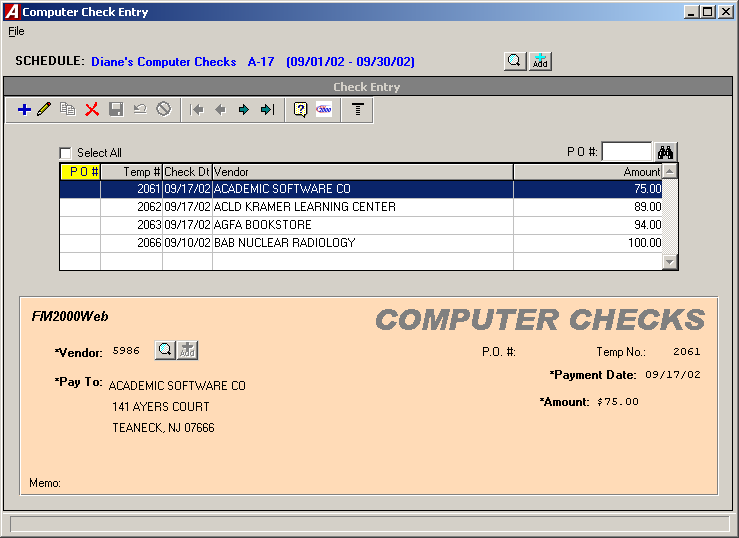 A Computer Check Entry
File
SCHEDULE: Diane's Computer Checks A-17 (09/01/02 - 09/30/02) Add
Check Entry
2000
Select All P O #:
P O # Temp # Check Dt Vendor Amount
2061 09/17/02 ACADEMIC SOFTWARE CO 75.00
2062 09/17/02 ACLD KRAMER LEARNING CENTER 89.00
2063 09/17/02 AGFA BOOKSTORE 94.00
2066 09/10/02 BAB NUCLEAR RADIOLOGY 100.00
FM2000Web COMPUTER CHECKS
*Vendor: 5986 Add P.O. #: Temp No.: 2061
*Pay To: ACADEMIC SOFTWARE CO *Payment Date: 09/17/02
141 AYERS COURT *Amount: $75.00
TEANECK, NJ 07666
Memo: